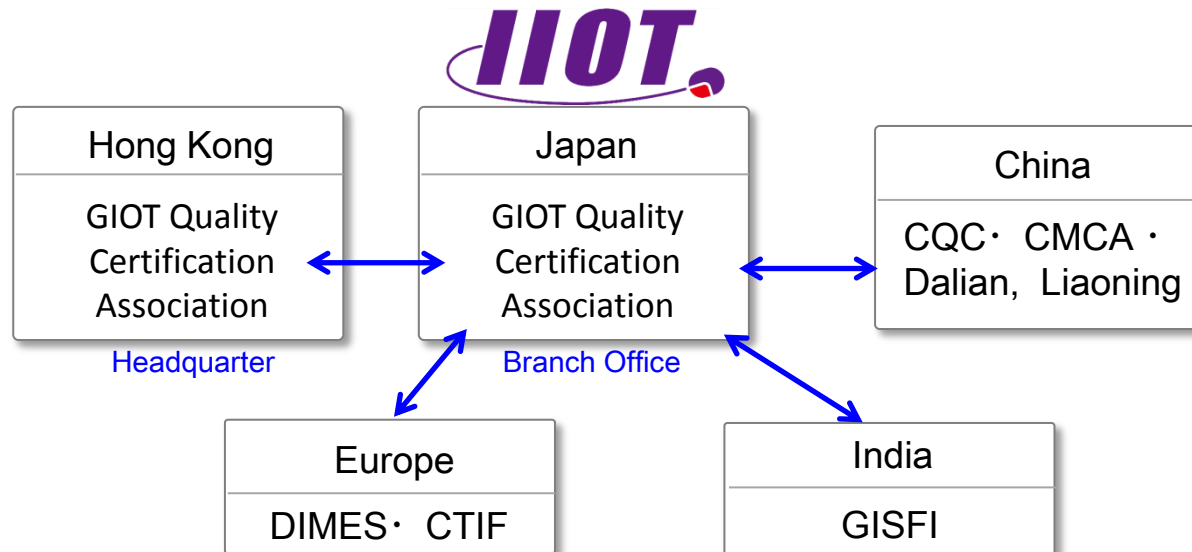 IIOT
Hong Kong
GIOT Quality
Certification
Association
Headquarter
Japan
GIOT Quality
Certification
Association
Branch Office
China
CQC・ CMCA・
Dalian, Liaoning
Europe
DIMES・ CTIF
India
GISFI